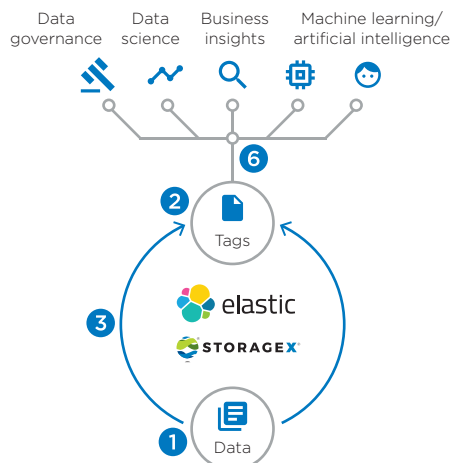 Data governance
Data science
Business insights
Machine learning/ artificial intelligence
6
2
Tags
3
elastic
STORAGEX
1
Data